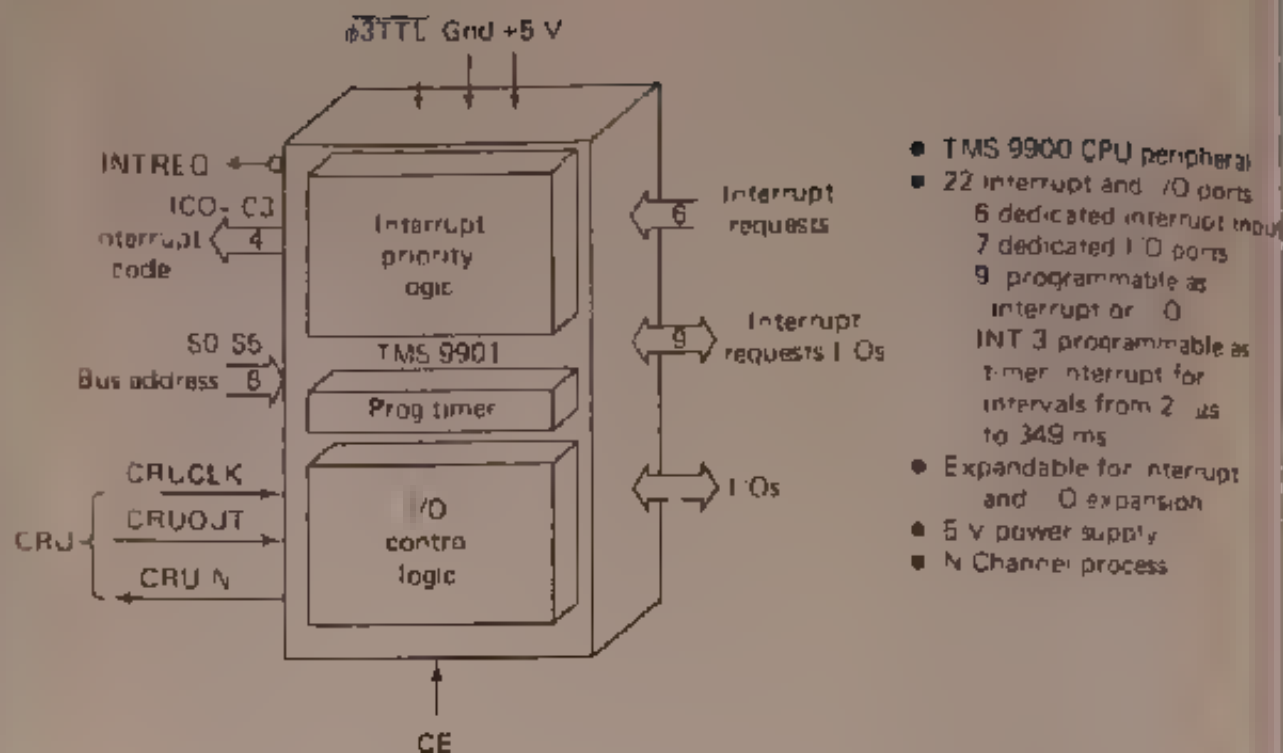 φ3TTL Gnd +5 V
INTREQ
IC0-IC3
Interrupt
code
4
S0-S5
Bus address
6
CRUCLK
CRUOUT
CRUIN
CRU
Interrupt
priority
logic
TMS 9901
Prog timer
I/O
control
logic
CE
6
Interrupt
requests
9
Interrupt
requests I/Os
I/Os
● TMS 9900 CPU peripheral
● 22 interrupt and I/O ports
6 dedicated interrupt input
7 dedicated I/O ports
9 programmable as
interrupt or I/O
INT 3 programmable as
timer interrupt for
intervals from 2 μs
to 349 ms
● Expandable for interrupt
and I/O expansion
● 5 V power supply
● N Channel process